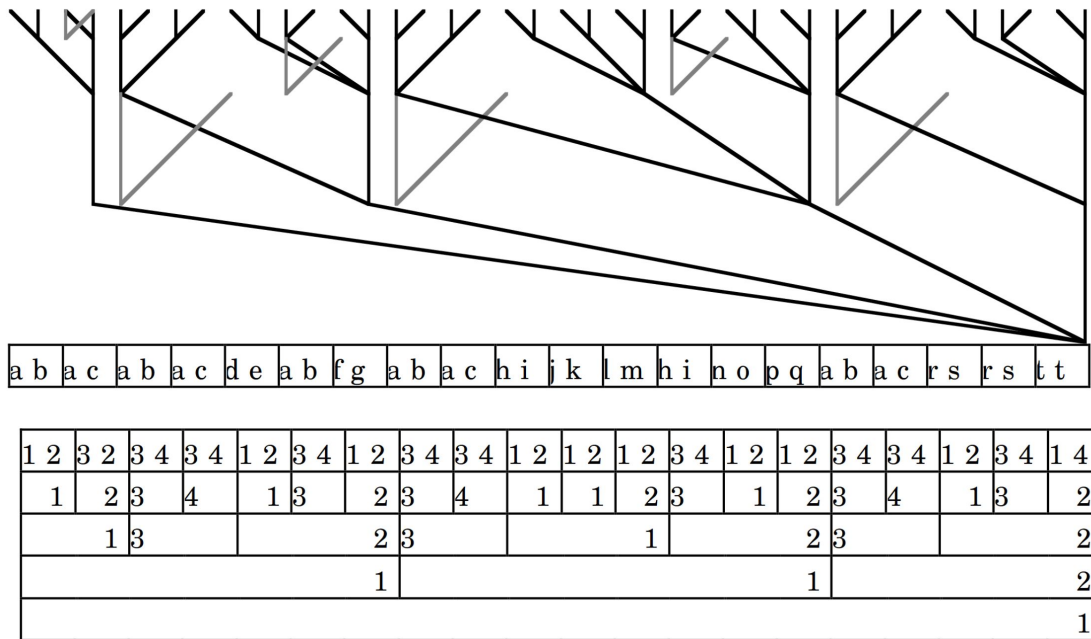 a b a c a b a c d e a b f g a b a c h i j k l m h i n o p q a b a c r s r s t t
1 2 3 2 3 4 3 4 1 2 3 4 1 2 3 4 3 4 1 2 1 2 1 2 3 4 1 2 1 2 3 4 3 4 1 2 3 4 1 4
1 2 3 4 1 3 2 3 4 1 1 2 3 1 2 3 4 1 3 2
1 3 2 3 1 2 3 2
1 1 2
1